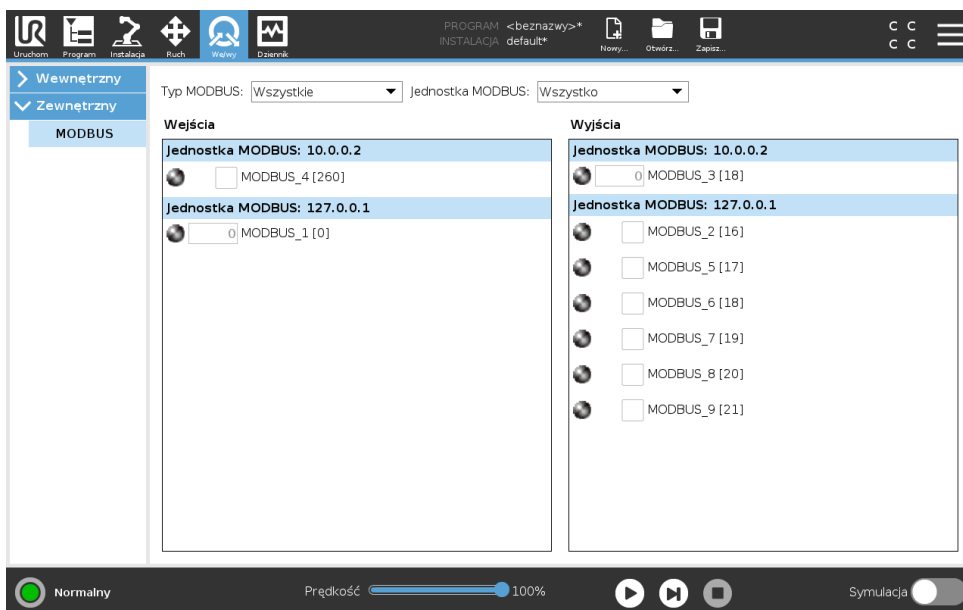 UR
PROGRAM <beznazwy>*
INSTALACJA default*
Uruchom Program Instalacja Ruch We/wy Dziennik Nowy... Otwórz... Zapisz...
C C
C C
Wewnętrzny
Zewnętrzny
MODBUS
Typ MODBUS: Wszystkie Jednostka MODBUS: Wszystko
Wejścia
Jednostka MODBUS: 10.0.0.2
MODBUS_4 [260]
Jednostka MODBUS: 127.0.0.1
0 MODBUS_1 [0]
Wyjścia
Jednostka MODBUS: 10.0.0.2
0 MODBUS_3 [18]
Jednostka MODBUS: 127.0.0.1
MODBUS_2 [16]
MODBUS_5 [17]
MODBUS_6 [18]
MODBUS_7 [19]
MODBUS_8 [20]
MODBUS_9 [21]
Normalny Prędkość 100% Symulacja